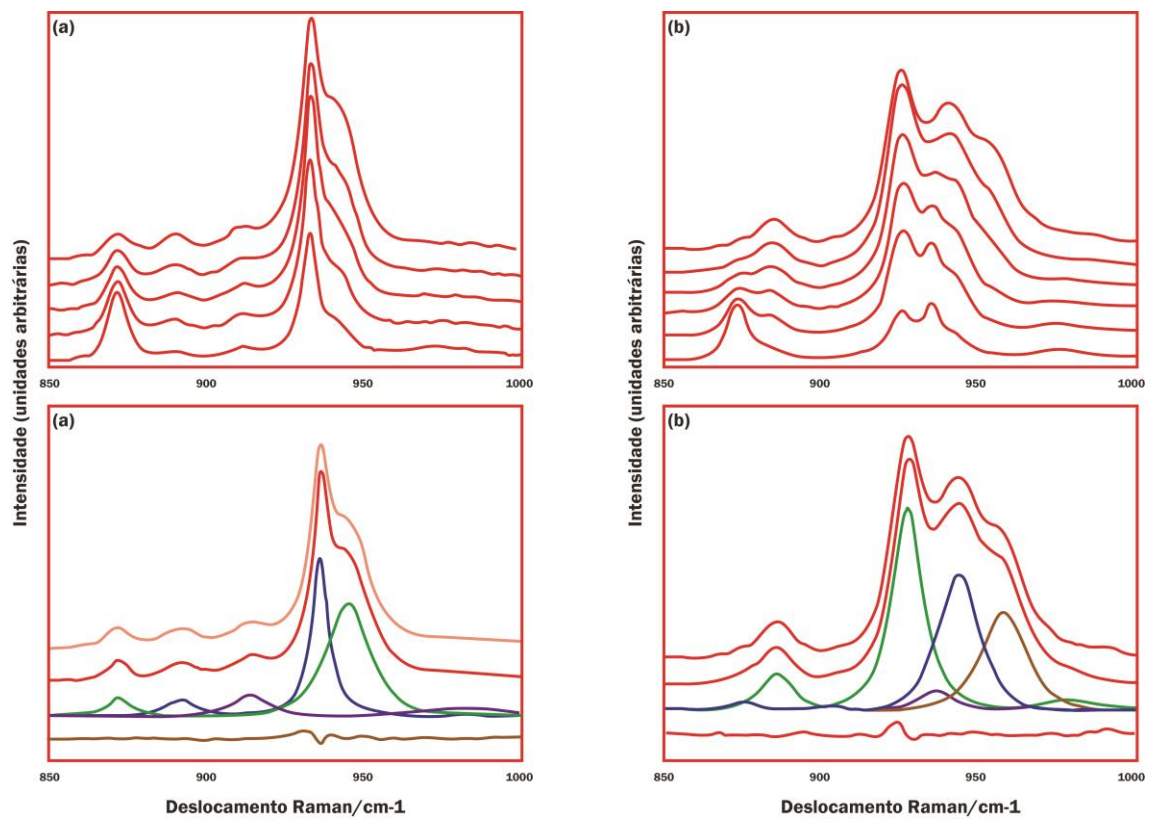 (a)
(b)
Intensidade (unidades arbitrárias)
Intensidade (unidades arbitrárias)
850 900 950 1000
850 900 950 1000
(a)
(b)
850 900 950 1000
850 900 950 1000
Deslocamento Raman/cm-1
Deslocamento Raman/cm-1